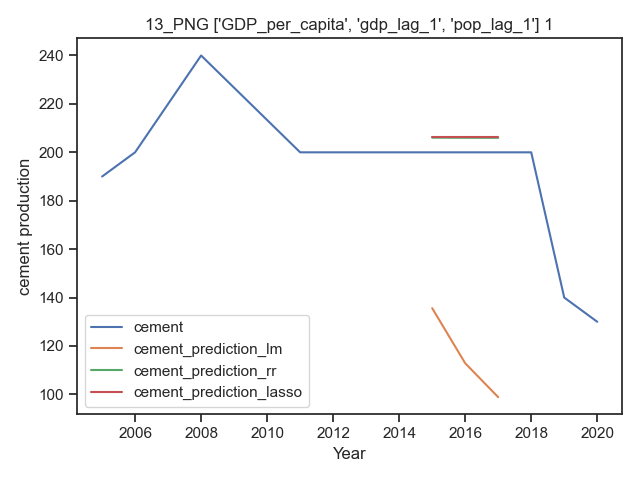 13_PNG ['GDP_per_capita', 'gdp_lag_1', 'pop_lag_1'] 1
240
220
200
180
160
140
120
100
cement production
cement
cement_prediction_lm
cement_prediction_rr
cement_prediction_lasso
2006 2008 2010 2012 2014 2016 2018 2020
Year